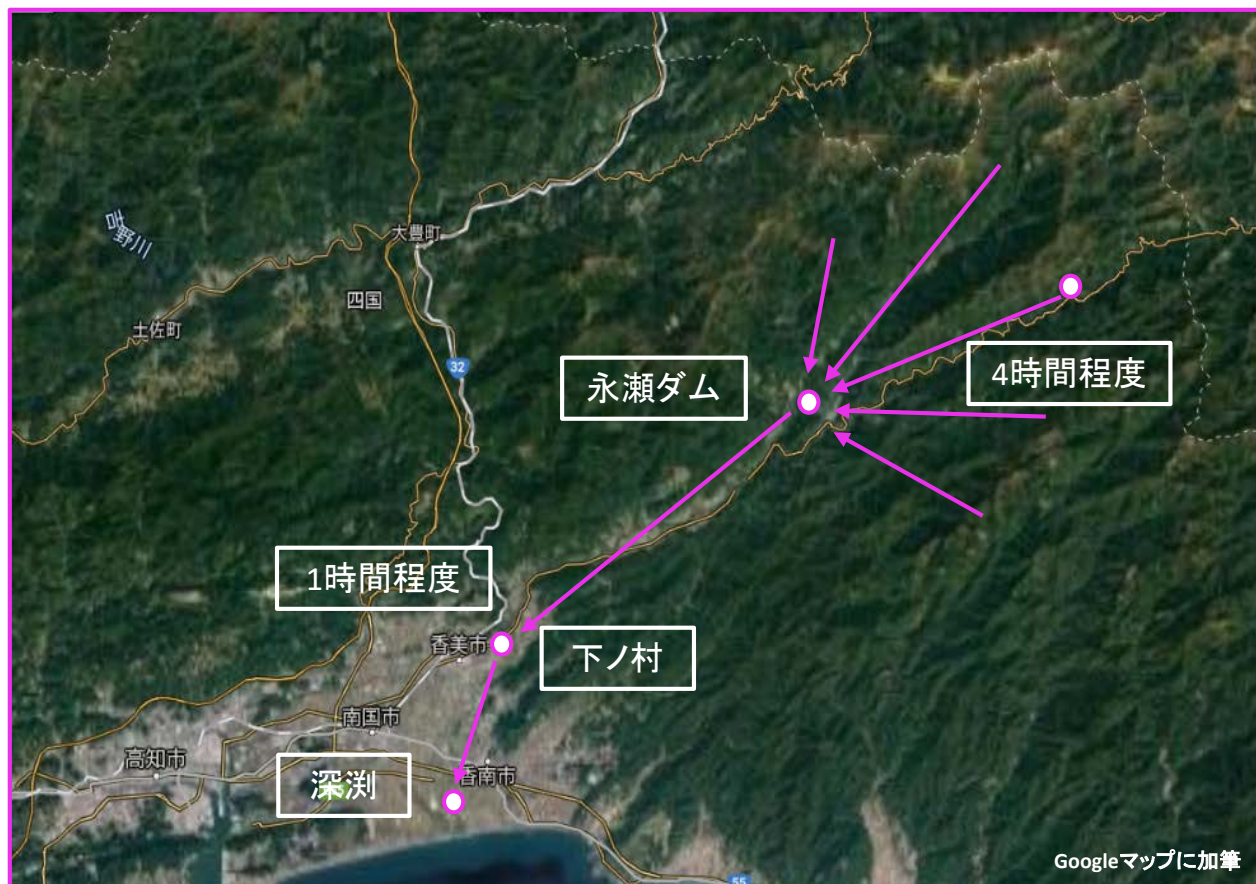 吉野川
大豊町
四国
土佐町
32
永瀬ダム
4時間程度
1時間程度
香美市
下ノ村
南国市
高知市
香南市
深渕
55
Googleマップに加筆